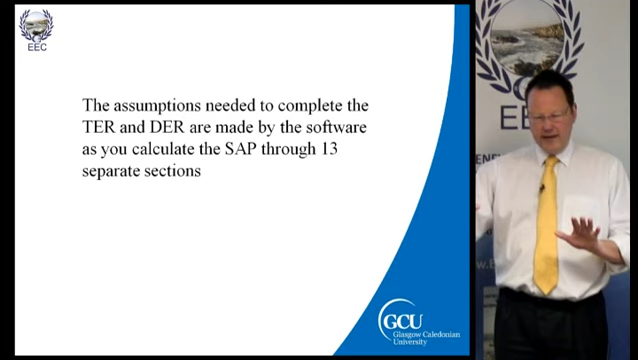 EEC
The assumptions needed to complete the
TER and DER are made by the software
as you calculate the SAP through 13
separate sections
GCU
Glasgow Caledonian
University